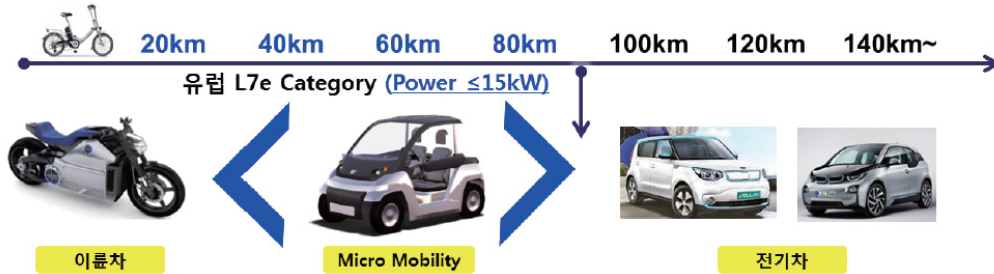 20km 40km 60km 80km 100km 120km 140km~
유럽 L7e Category (Power ≤15kW)
이륜차 Micro Mobility 전기차